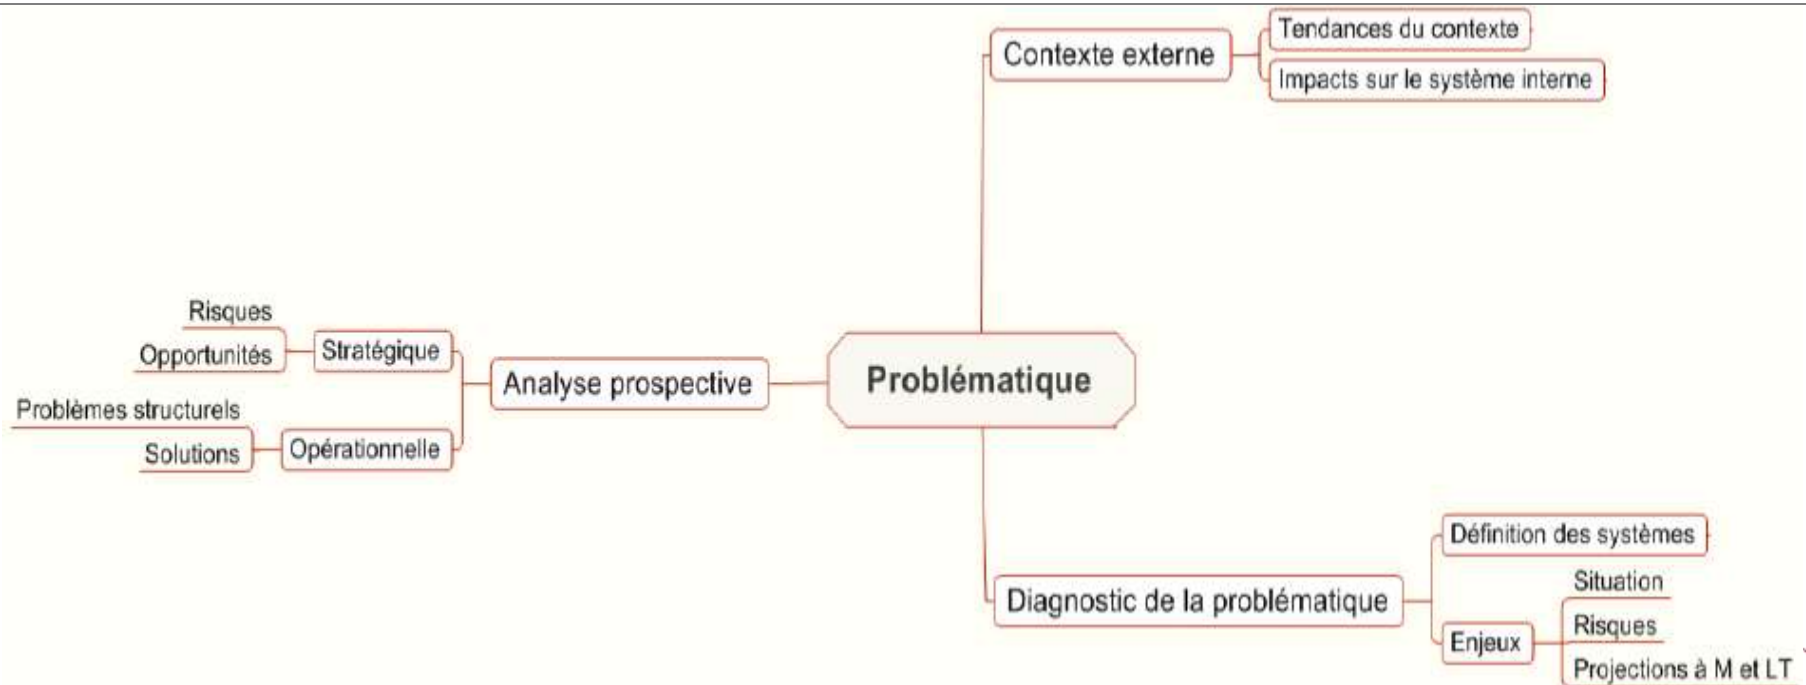 Contexte externe
Tendances du contexte
Impacts sur le système interne
Problématique
Analyse prospective
Stratégique
Risques
Opportunités
Opérationnelle
Problèmes structurels
Solutions
Diagnostic de la problématique
Définition des systèmes
Enjeux
Situation
Risques
Projections à M et LT